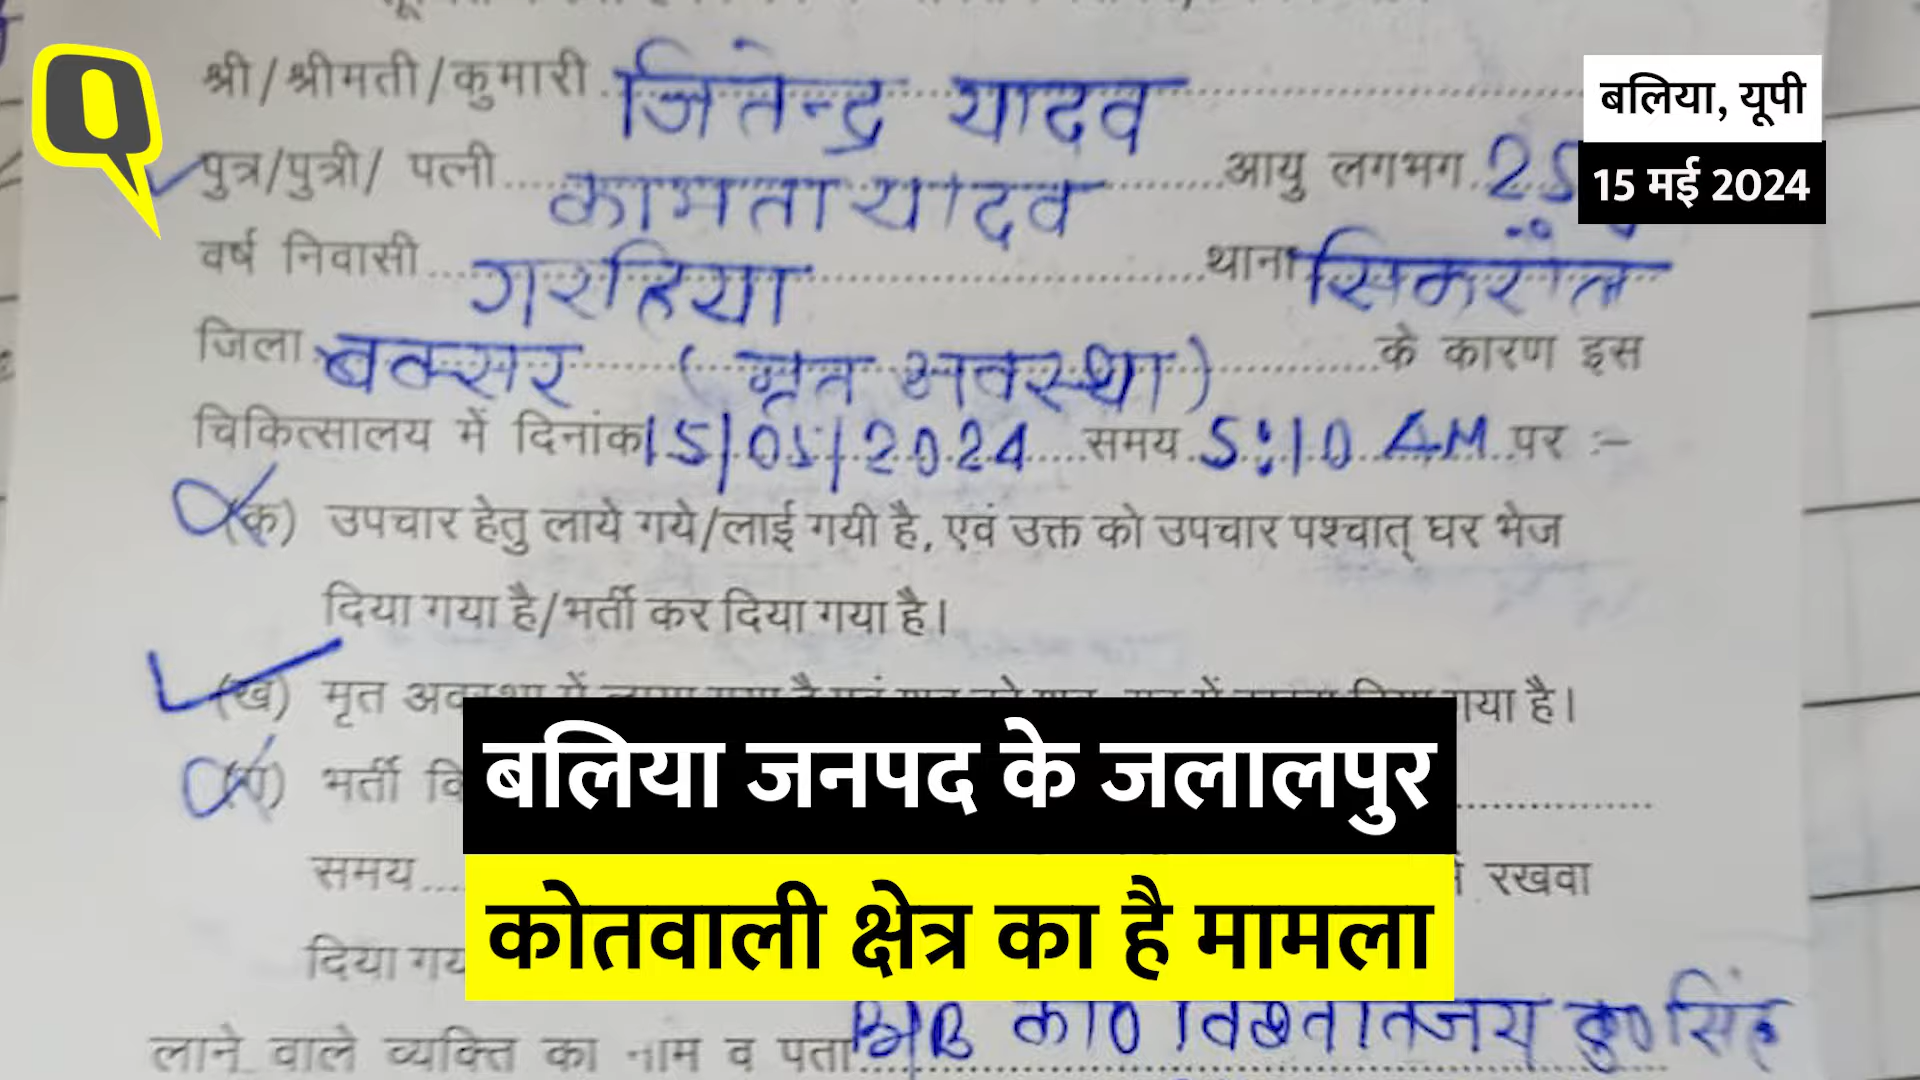 श्री/श्रीमती/कुमारी जितेन्द्र यादव
बलिया, यूपी
पुत्र/पुत्री/ पत्नी कामता यादव आयु लगभग 25
15 मई 2024
वर्ष निवासी गरहिया थाना सिकरौल
जिला बक्सर (मृत अवस्था) के कारण इस
चिकित्सालय में दिनांक 15/05/2024 समय 5:10 AM पर :-
(क) उपचार हेतु लाये गये/लाई गयी है, एवं उक्त को उपचार पश्चात् घर भेज
दिया गया है/भर्ती कर दिया गया है।
(ख) मृत गया है।
बलिया जनपद के जलालपुर
भर्ती
समय रखवा
कोतवाली क्षेत्र का है मामला
दिया
लाने वाले व्यक्ति का नाम व पता सिंह